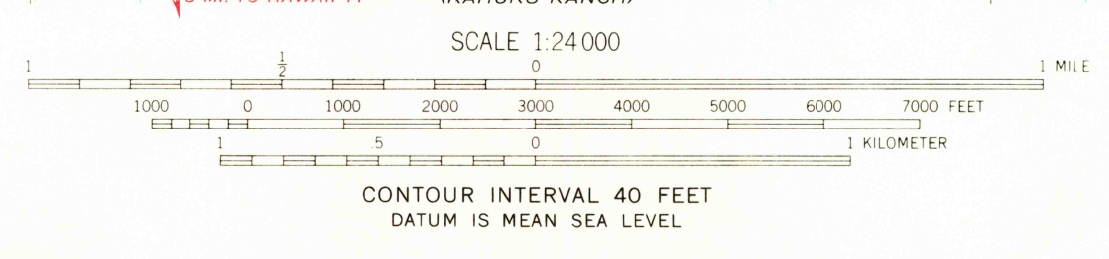 SCALE 1:24 000
1 1/2 0 1 MILE
1000 0 1000 2000 3000 4000 5000 6000 7000 FEET
1 .5 0 1 KILOMETER
CONTOUR INTERVAL 40 FEET
DATUM IS MEAN SEA LEVEL